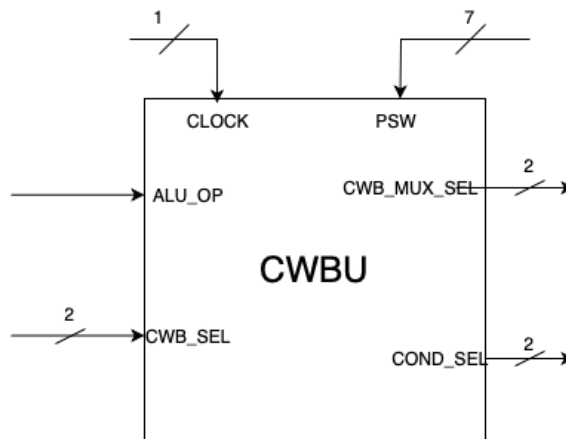 1
7
CLOCK
PSW
ALU_OP
2
CWB_MUX_SEL
CWBU
2
CWB_SEL
2
COND_SEL